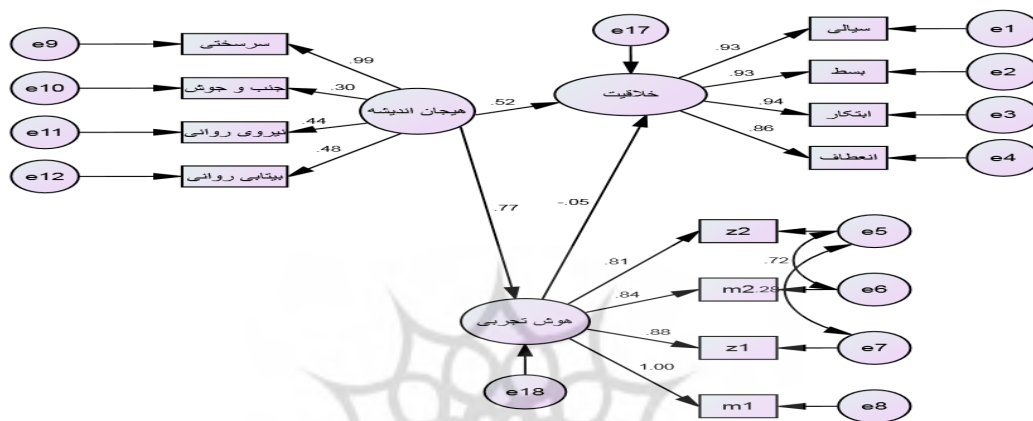 e9
سرسختی
.99
e10
جنب و جوش
.30
e11
نیروی روانی
.44
e12
بیتابی روانی
.48
هیجان اندیشه
.52
e17
خلاقیت
.93
سیالی
e1
.93
بسط
e2
.94
ابتکار
e3
.86
انعطاف
e4
.77
-.05
هوش تجربی
e18
.81
z2
e5
.84
m2
.28
e6
.72
.88
z1
e7
1.00
m1
e8